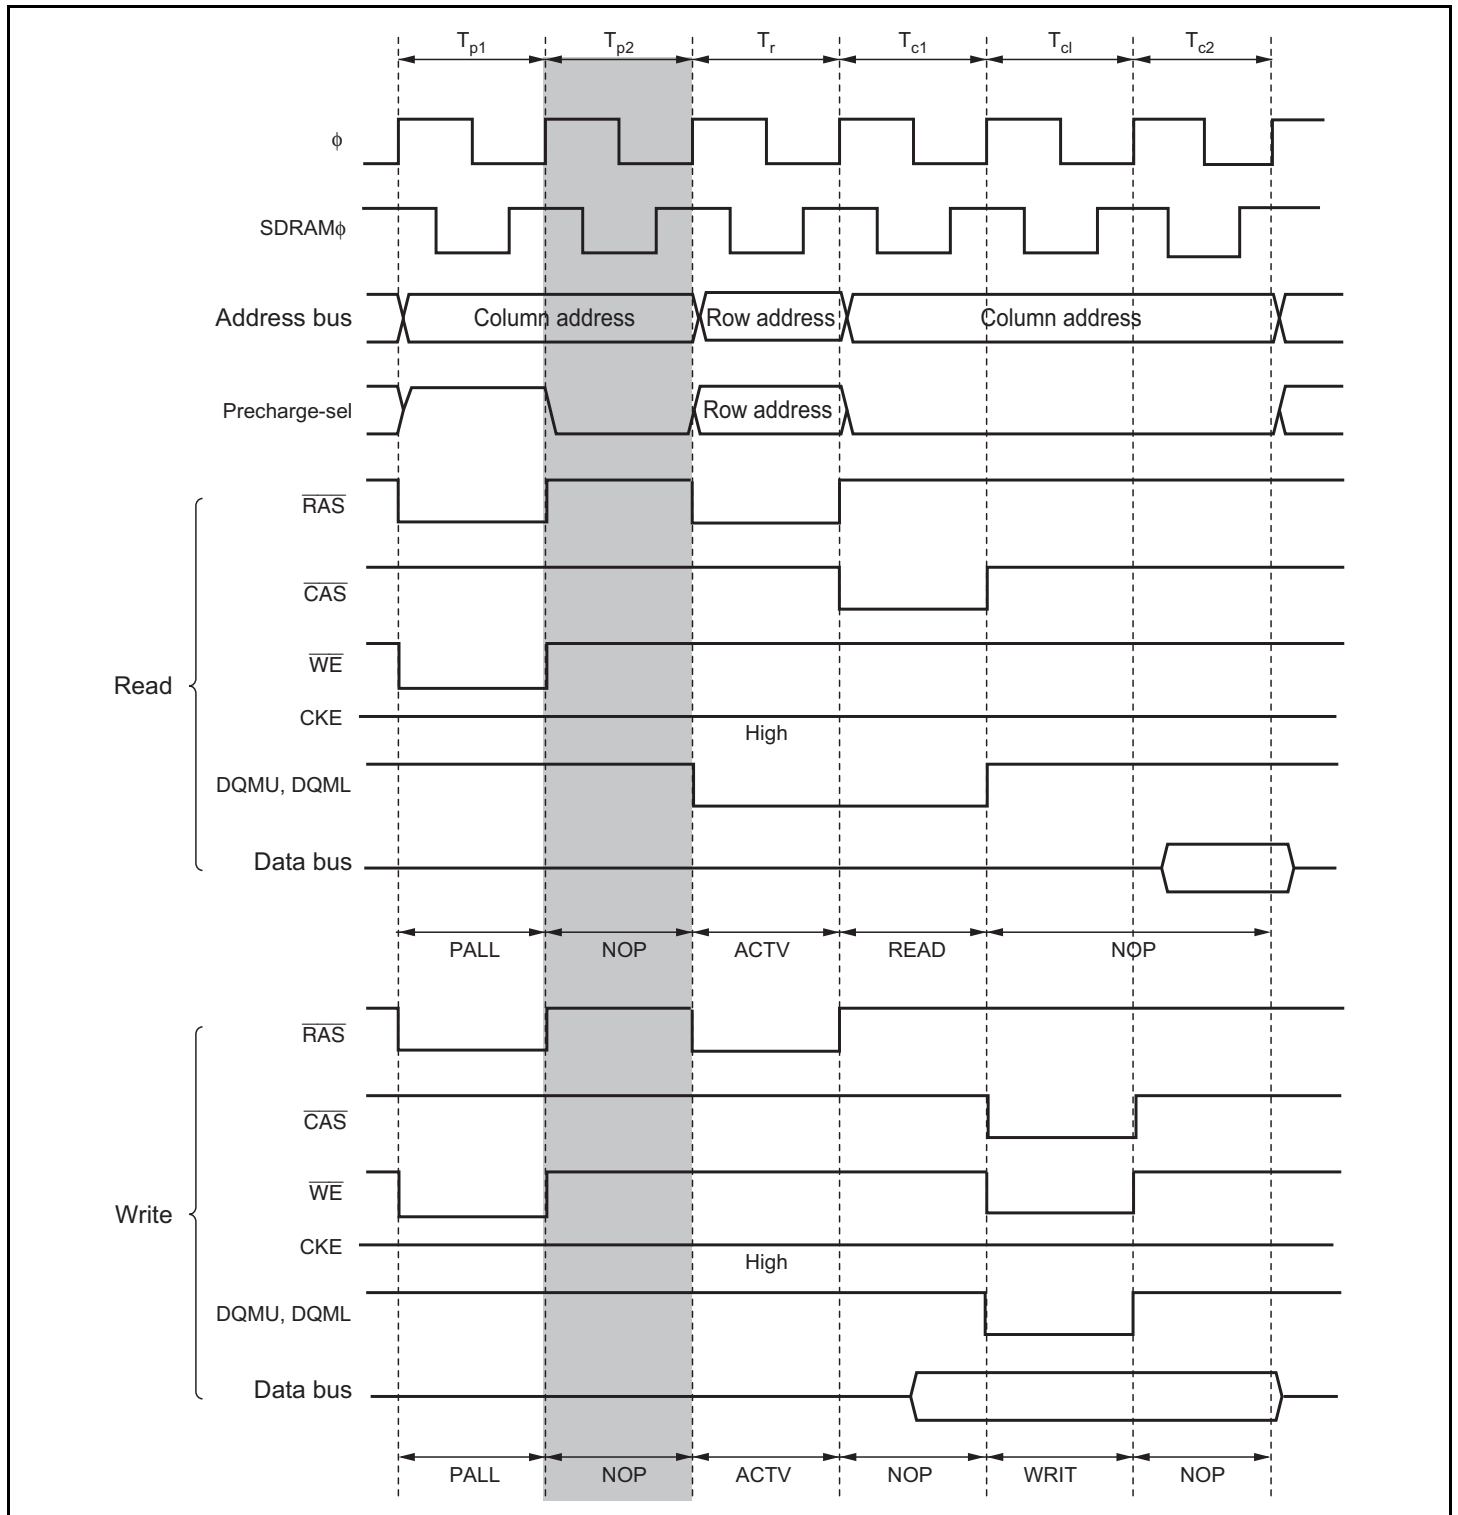 Tp1 Tp2 Tr Tc1 Tcl Tc2
ϕ
SDRAMϕ
Address bus Column address Row address Column address
Precharge-sel Row address
Read
RAS
CAS
WE
CKE High
DQMU, DQML
Data bus
PALL NOP ACTV READ NOP
Write
RAS
CAS
WE
CKE High
DQMU, DQML
Data bus
PALL NOP ACTV NOP WRIT NOP